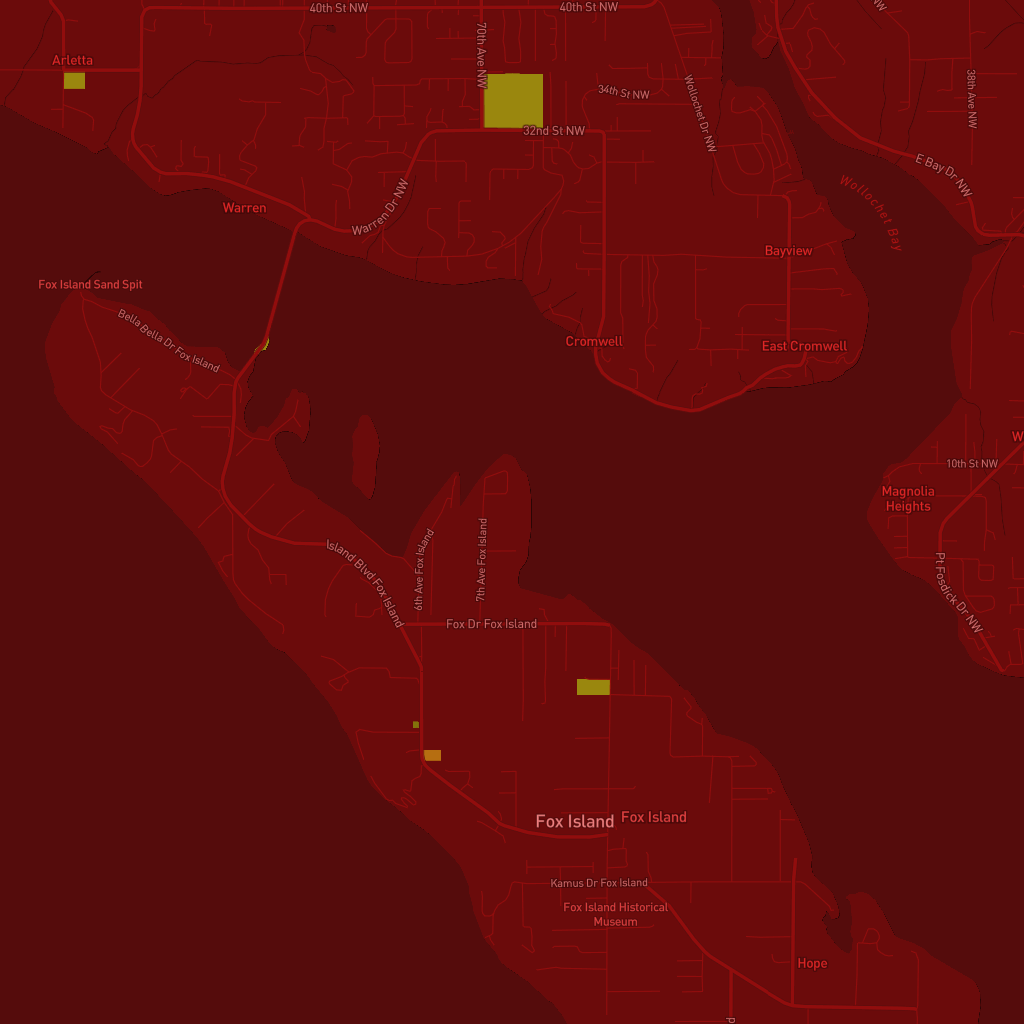 40th St NW
40th St NW
NW
70th Ave NW
Arletta
34th St NW
38th Ave NW
Wollochet Dr NW
32nd St NW
E Bay Dr NW
Wollochet Bay
Warren
Warren Dr NW
Bayview
Fox Island Sand Spit
Bella Bella Dr Fox Island
Cromwell
East Cromwell
W
10th St NW
Magnolia
Heights
Pt Fosdick Dr NW
Island Blvd Fox Island
6th Ave Fox Island
7th Ave Fox Island
Fox Dr Fox Island
Fox Island
Fox Island
Kamus Dr Fox Island
Fox Island Historical
Museum
Hope